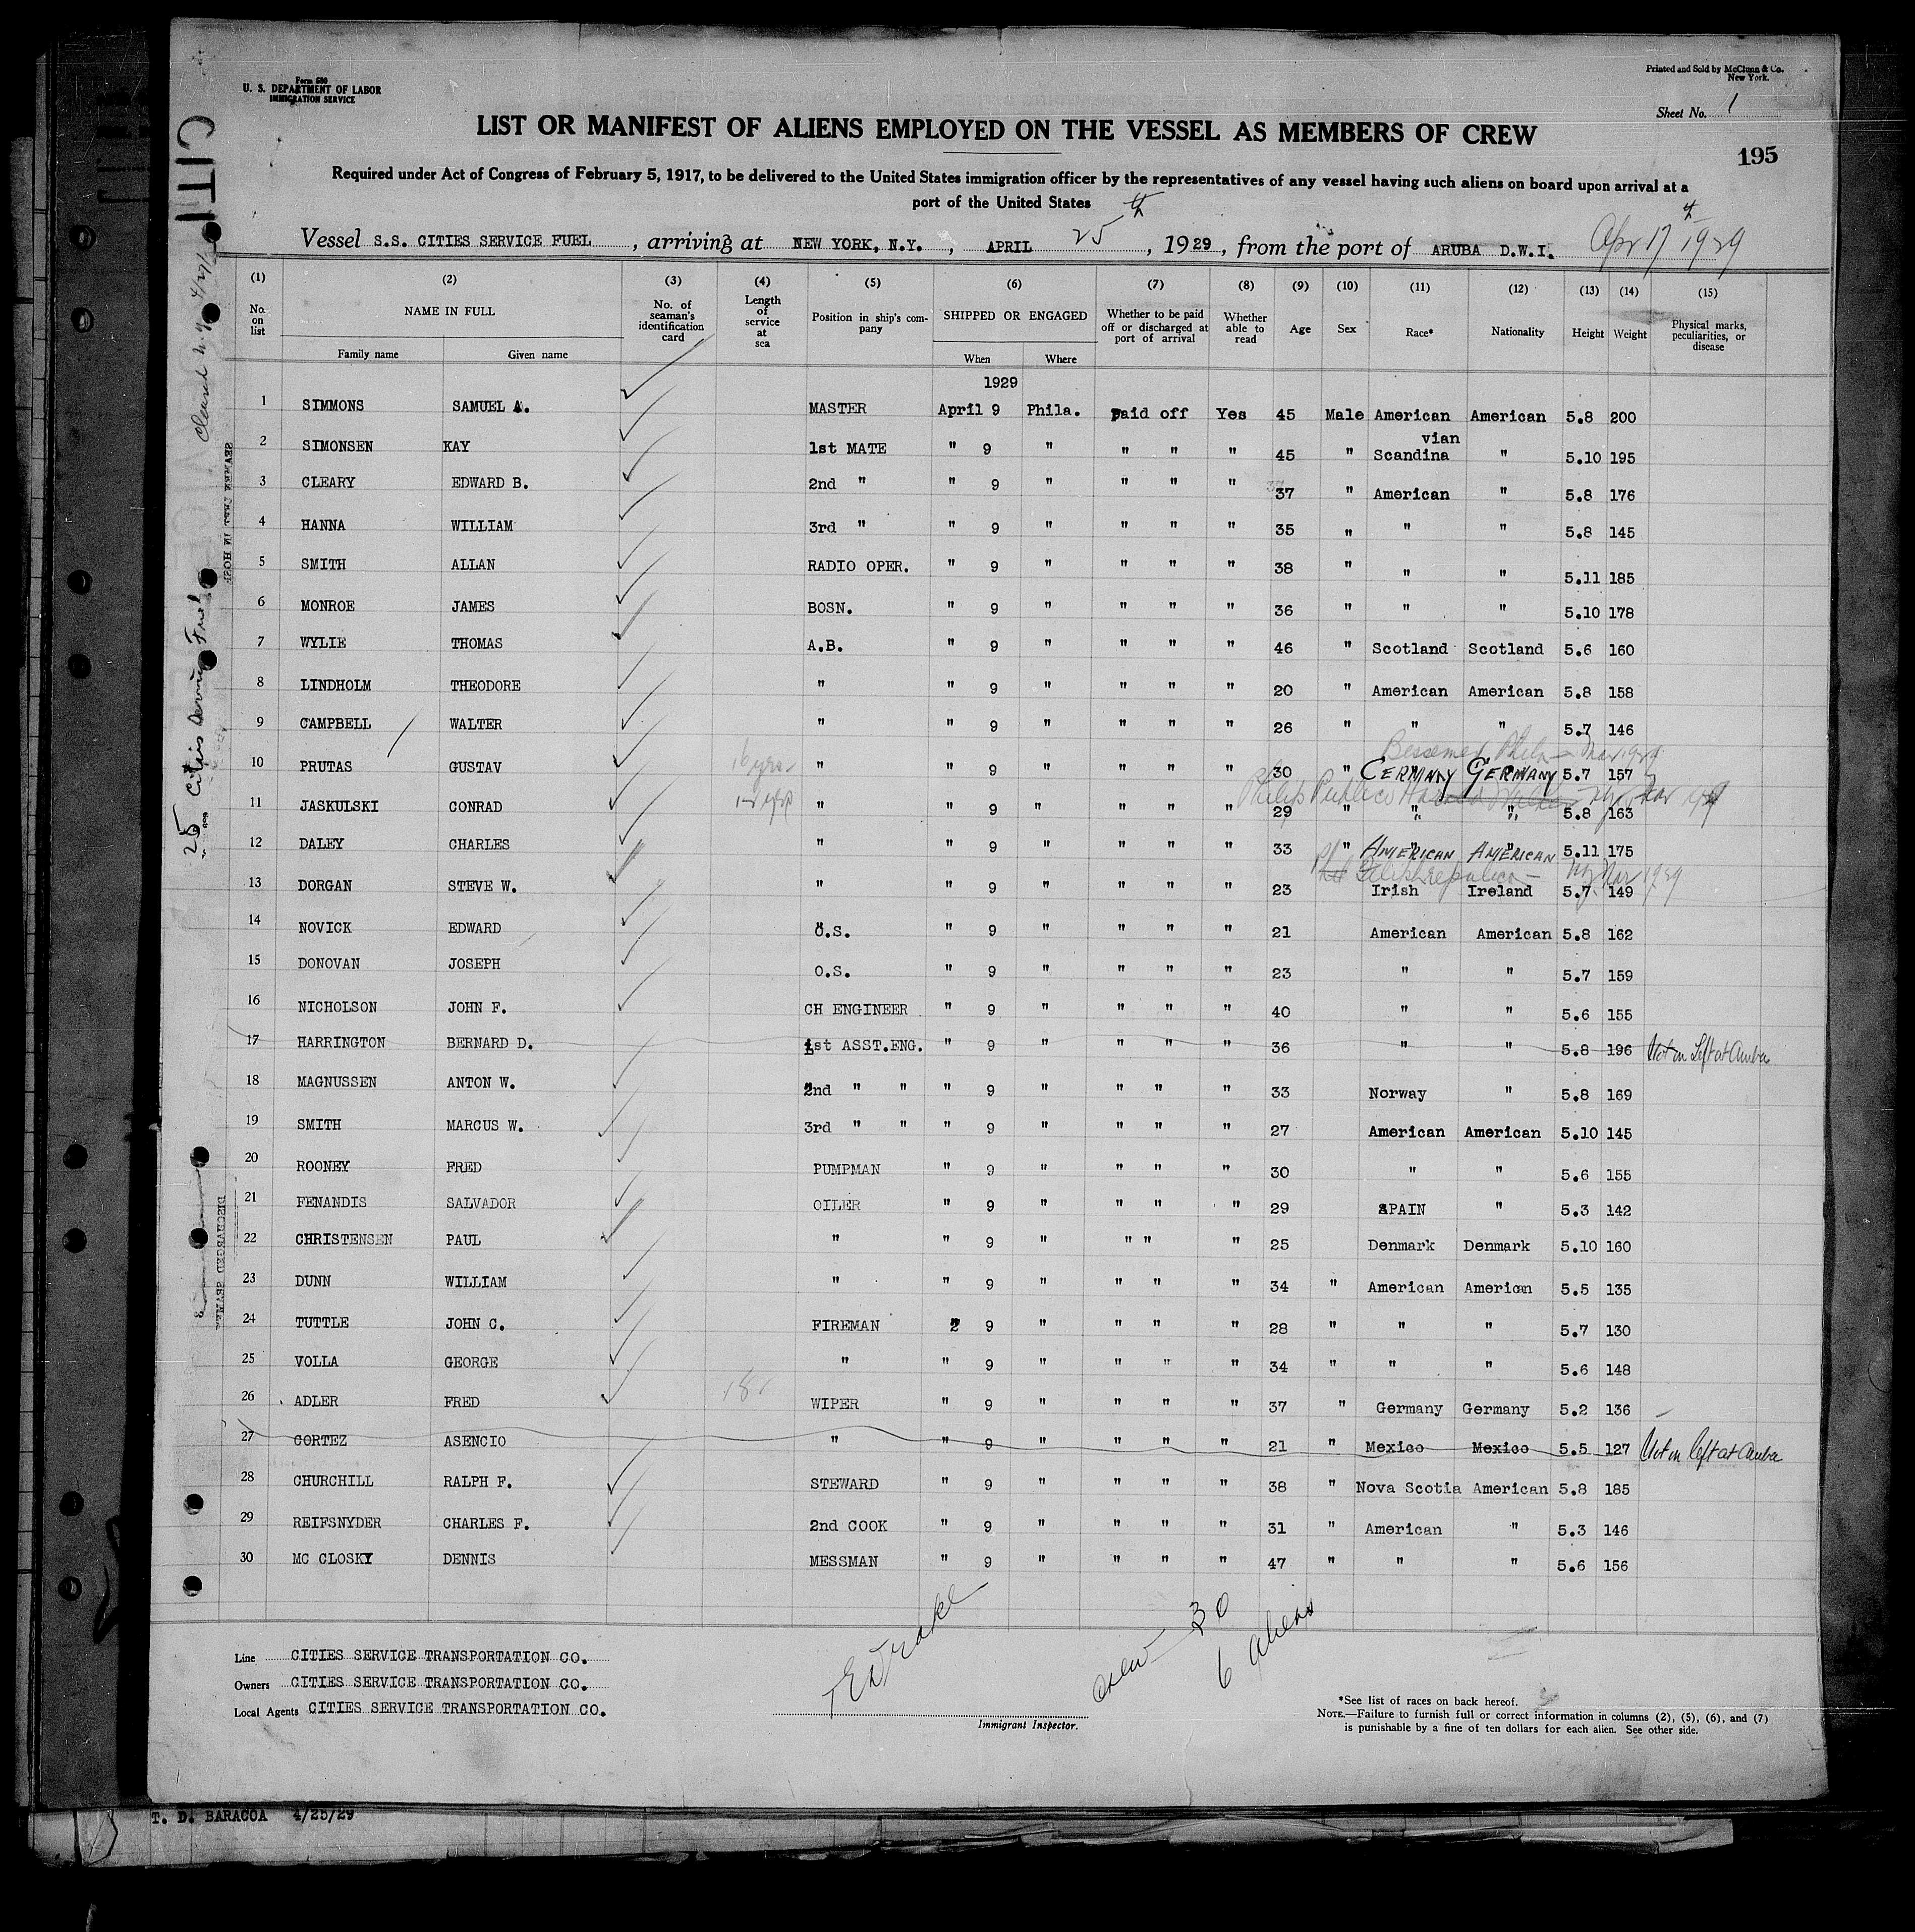 Form 680
U. S. DEPARTMENT OF LABOR
IMMIGRATION SERVICE
Printed and Sold by McClunn & Co.
New York.
Sheet No. 1
LIST OR MANIFEST OF ALIENS EMPLOYED ON THE VESSEL AS MEMBERS OF CREW
195
Required under Act of Congress of February 5, 1917, to be delivered to the United States immigration officer by the representatives of any vessel having such aliens on board upon arrival at a
port of the United States
Vessel S.S. CITIES SERVICE FUEL, arriving at NEW YORK, N.Y., APRIL 25th, 1929, from the port of ARUBA D.W.I. Apr 17th 1929
(1) (2) (3) (4) (5) (6) (7) (8) (9) (10) (11) (12) (13) (14) (15)
No. on list NAME IN FULL No. of seaman's identification card Length of service at sea Position in ship's company SHIPPED OR ENGAGED Whether to be paid off or discharged at port of arrival Whether able to read Age Sex Race* Nationality Height Weight Physical marks, peculiarities, or disease
Family name Given name When Where
1929
1 SIMMONS SAMUEL A. MASTER April 9 Phila. Paid off Yes 45 Male American American 5.8 200
vian
2 SIMONSEN KAY 1st MATE " 9 " " " " 45 " Scandina " 5.10 195
3 CLEARY EDWARD B. 2nd " " 9 " " " " 37 " American " 5.8 176
4 HANNA WILLIAM 3rd " " 9 " " " " 35 " " " 5.8 145
5 SMITH ALLAN RADIO OPER. " 9 " " " " 38 " " " 5.11 185
6 MONROE JAMES BOSN. " 9 " " " " 36 " " " 5.10 178
7 WYLIE THOMAS A.B. " 9 " " " " 46 " Scotland Scotland 5.6 160
8 LINDHOLM THEODORE " " 9 " " " " 20 " American American 5.8 158
9 CAMPBELL WALTER " " 9 " " " " 26 " " " 5.7 146
Bessemer Phila Mar 1929
10 PRUTAS GUSTAV 16 yrs " " 9 " " " " 30 " GERMANY GERMANY 5.7 157
11 JASKULSKI CONRAD " " 9 " " " " 29 " " 5.8 163
12 DALEY CHARLES " " 9 " " " " 33 " AMERICAN AMERICAN 5.11 175
13 DORGAN STEVE W. " " 9 " " " " 23 Irish Ireland 5.7 149
14 NOVICK EDWARD O.S. " 9 " " " " 21 American American 5.8 162
15 DONOVAN JOSEPH O.S. " 9 " " " " 23 " " 5.7 159
16 NICHOLSON JOHN F. CH ENGINEER " 9 " " " " 40 " " 5.6 155
17 HARRINGTON BERNARD D. 1st ASST.ENG. " 9 " " " " 36 " " 5.8 196 Left at Aruba
18 MAGNUSSEN ANTON W. 2nd " " " 9 " " " " 33 Norway " 5.8 169
19 SMITH MARCUS W. 3rd " " " 9 " " " " 27 American American 5.10 145
20 ROONEY FRED PUMPMAN " 9 " " " " 30 " " 5.6 155
21 FENANDIS SALVADOR OILER " 9 " " " " 29 SPAIN " 5.3 142
22 CHRISTENSEN PAUL " " 9 " " " " 25 Denmark Denmark 5.10 160
23 DUNN WILLIAM " " 9 " " " " 34 " American American 5.5 135
24 TUTTLE JOHN C. FIREMAN " 9 " " " " 28 " " " 5.7 130
25 VOLLA GEORGE " " 9 " " " " 34 " " " 5.6 148
26 ADLER FRED 18 WIPER " 9 " " " " 37 " Germany Germany 5.2 136
27 CORTEZ ASENCIO " " 9 " " " " 21 " Mexico Mexico 5.5 127 left at Aruba
28 CHURCHILL RALPH F. STEWARD " 9 " " " " 38 " Nova Scotia American 5.8 185
29 REIFSNYDER CHARLES F. 2nd COOK " 9 " " " " 31 " American " 5.3 146
30 MC CLOSKY DENNIS MESSMAN " 9 " " " " 47 " " " 5.6 156
Crew 30
6 aliens
Line CITIES SERVICE TRANSPORTATION CO.
Owners CITIES SERVICE TRANSPORTATION CO.
Local Agents CITIES SERVICE TRANSPORTATION CO.
Immigrant Inspector.
*See list of races on back hereof.
NOTE.—Failure to furnish full or correct information in columns (2), (5), (6), and (7)
is punishable by a fine of ten dollars for each alien. See other side.
T. D. BARACOA 4/25/29
CITI
25 Cities Service Fuel
DISCHARGED SEAMEN